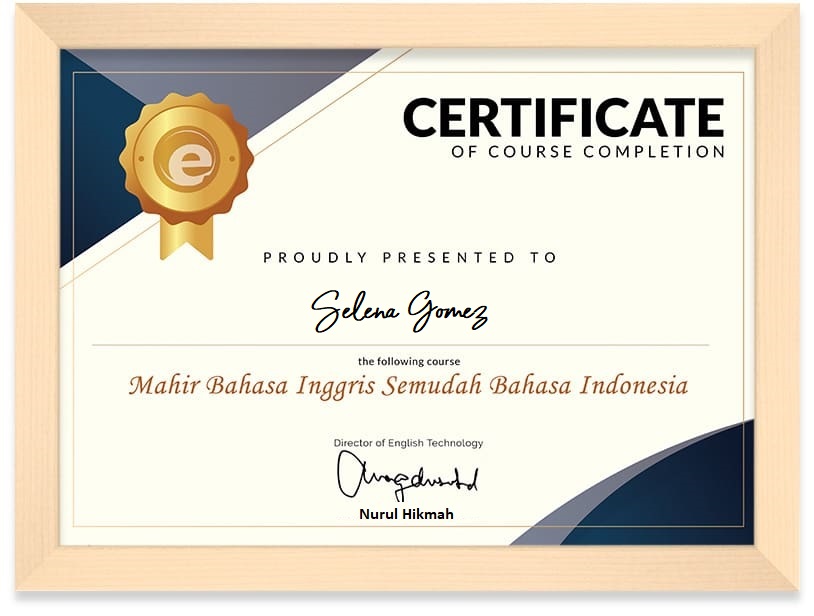 CERTIFICATE
OF COURSE COMPLETION
e
PROUDLY PRESENTED TO
Selena Gomez
the following course
Mahir Bahasa Inggris Semudah Bahasa Indonesia
Director of English Technology
Nurul Hikmah